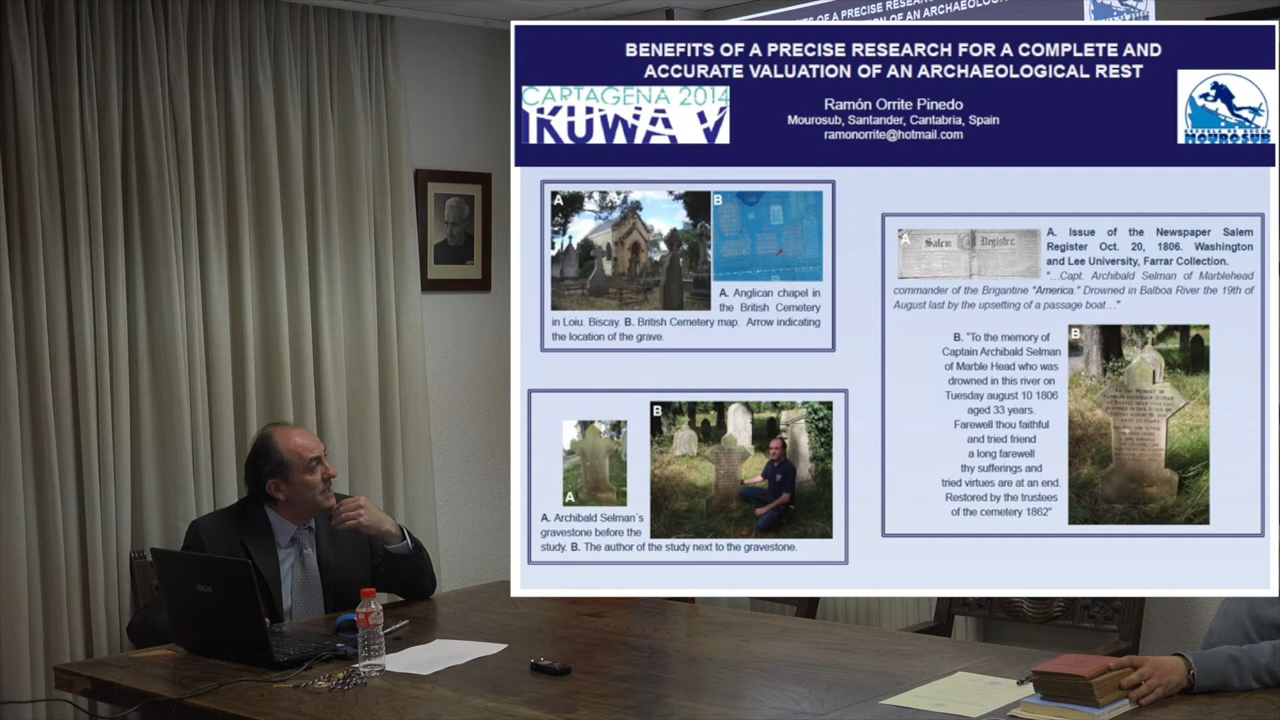 OF A PRECISE RESEAR
OF AN ARCHAEOLOG
BENEFITS OF A PRECISE RESEARCH FOR A COMPLETE AND
ACCURATE VALUATION OF AN ARCHAEOLOGICAL REST
CARTAGENA 2014
IKUWA V
Ramón Orrite Pinedo
Mourosub, Santander, Cantabria, Spain
ramonorrite@hotmail.com
MOUROSUB
A
B
A. Anglican chapel in
the British Cemetery
in Loiu. Biscay. B. British Cemetery map. Arrow indicating
the location of the grave.
A
B
A. Archibald Selman´s
gravestone before the
study. B. The author of the study next to the gravestone.
A
Salem Register
A. Issue of the Newspaper Salem
Register Oct. 20, 1806. Washington
and Lee University, Farrar Collection.
"...Capt. Archibald Selman of Marblehead
commander of the Brigantine "America." Drowned in Balboa River the 19th of
August last by the upsetting of a passage boat..."
B. "To the memory of
Captain Archibald Selman
of Marble Head who was
drowned in this river on
Tuesday august 10 1806
aged 33 years.
Farewell thou faithful
and tried friend
a long farewell
thy sufferings and
tried virtues are at an end.
Restored by the trustees
of the cemetery 1862"
B
ASUS